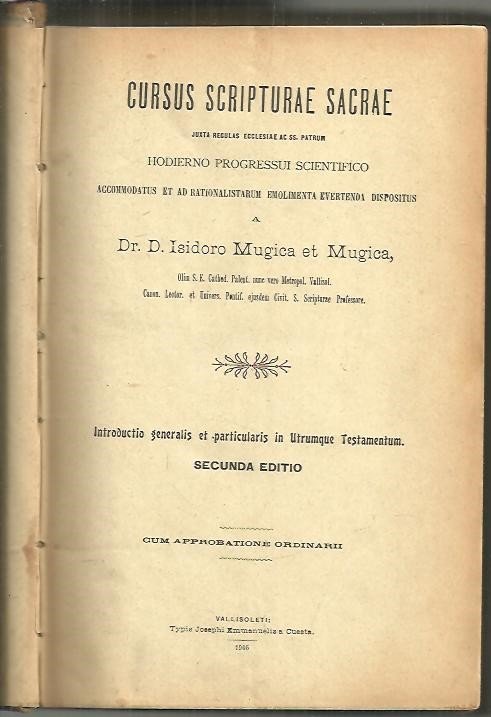 CURSUS SCRIPTURAE SACRAE
JUXTA REGULAS ECCLESIAE AC SS. PATRUM
HODIERNO PROGRESSUI SCIENTIFICO
ACCOMMODATUS ET AD RATIONALISTARUM EMOLIMENTA EVERTENDA DISPOSITUS
A
Dr. D. Isidoro Mugica et Mugica,
Olim S. E. Cathed. Palent. nunc vero Metropol. Vallisol.
Canon. Lector. et Univers. Pontif. ejusdem Civit. S. Scripturae Professore.
Introductio generalis et particularis in Utrumque Testamentum.
SECUNDA EDITIO
CUM APPROBATIONE ORDINARII
VALLISOLETI:
Typis Josephi Emmanuelis a Cuesta.